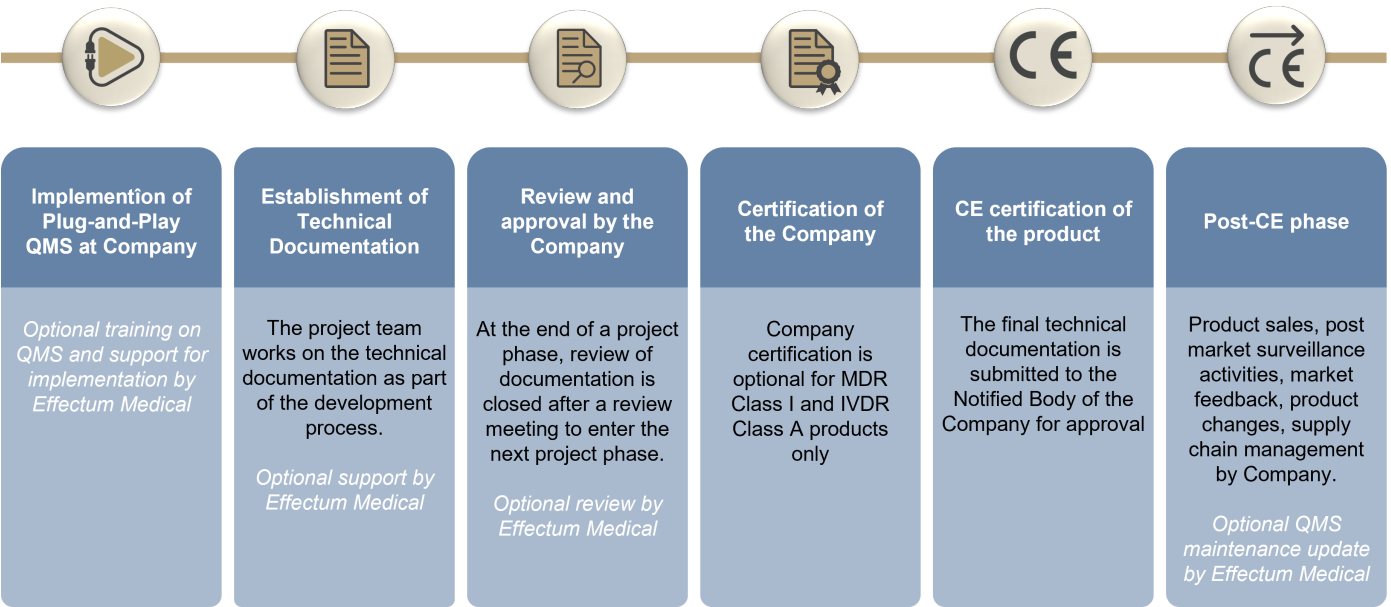 Implementîon of
Plug-and-Play
QMS at Company
Optional training on
QMS and support for
implementation by
Effectum Medical
Establishment of
Technical
Documentation
The project team
works on the technical
documentation as part
of the development
process.
Optional support by
Effectum Medical
Review and
approval by the
Company
At the end of a project
phase, review of
documentation is
closed after a review
meeting to enter the
next project phase.
Optional review by
Effectum Medical
Certification of
the Company
Company
certification is
optional for MDR
Class I and IVDR
Class A products
only
CE
CE certification of
the product
The final technical
documentation is
submitted to the
Notified Body of the
Company for approval
CE
Post-CE phase
Product sales, post
market surveillance
activities, market
feedback, product
changes, supply
chain management
by Company.
Optional QMS
maintenance update
by Effectum Medical